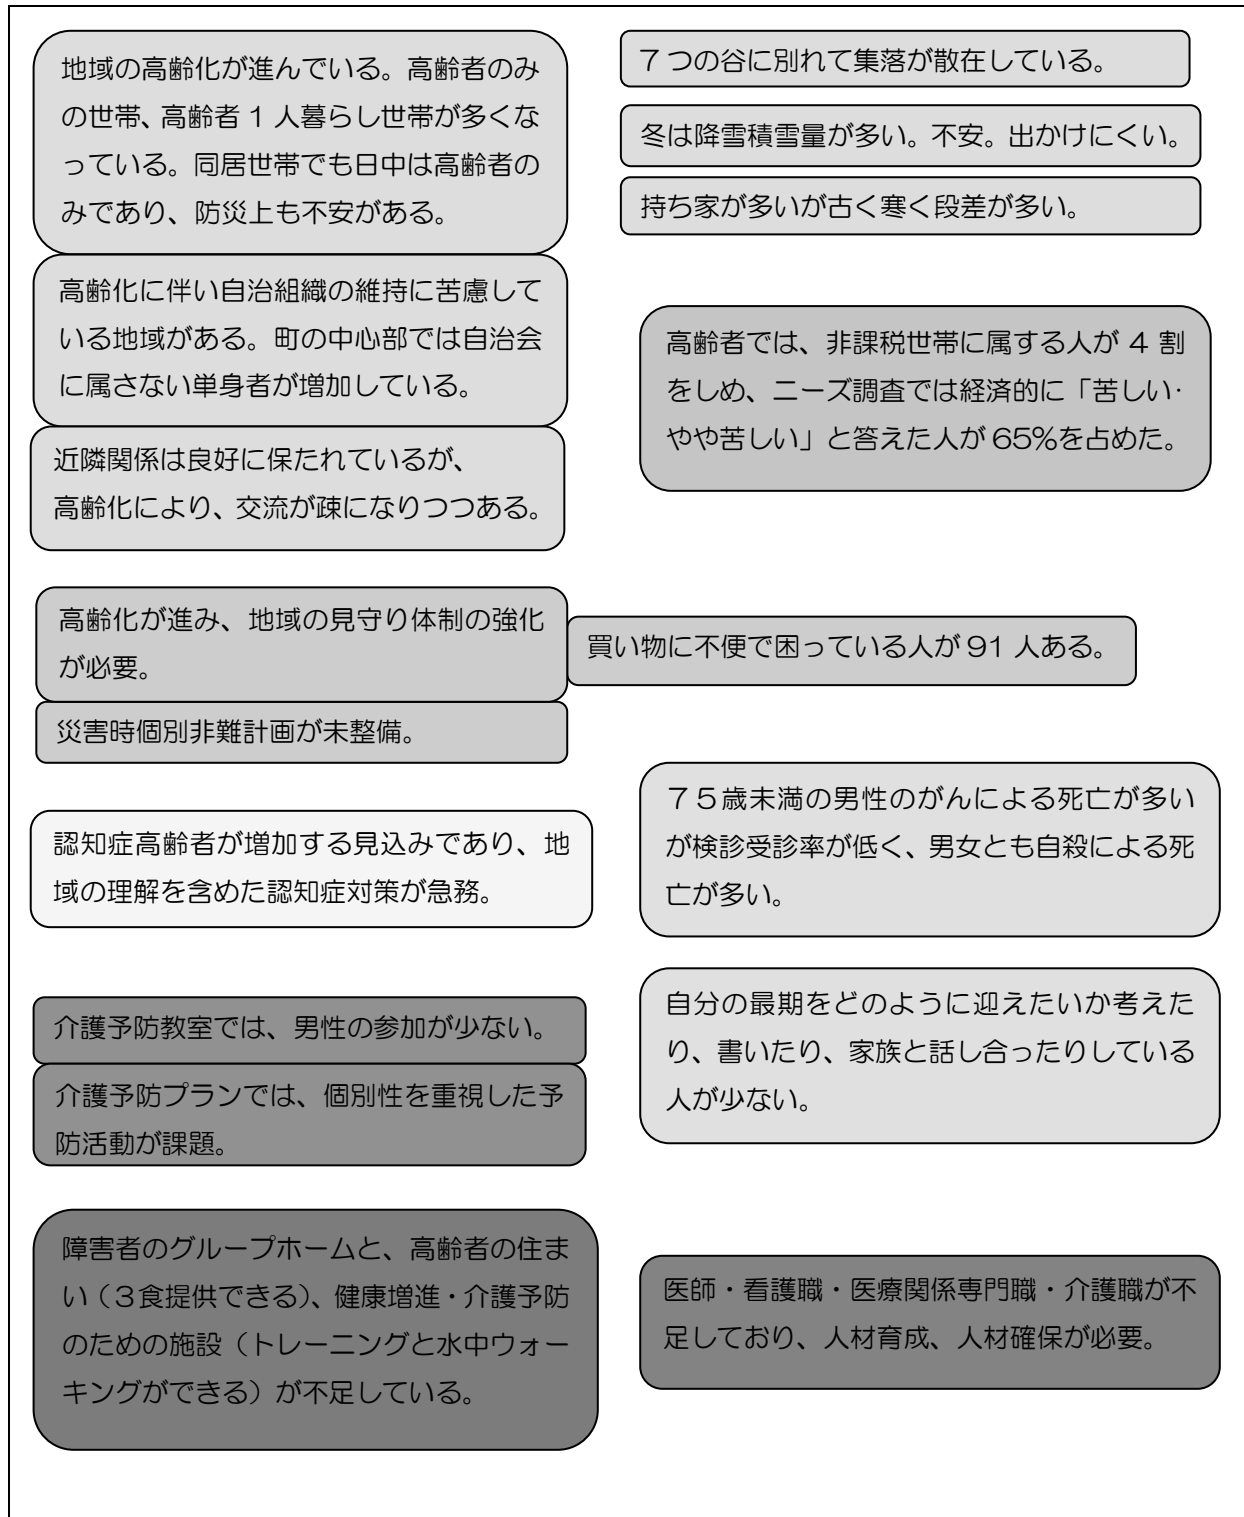 地域の高齢化が進んでいる。高齢者のみ
の世帯、高齢者 1 人暮らし世帯が多くな
っている。同居世帯でも日中は高齢者の
みであり、防災上も不安がある。
高齢化に伴い自治組織の維持に苦慮して
いる地域がある。町の中心部では自治会
に属さない単身者が増加している。
近隣関係は良好に保たれているが、
高齢化により、交流が疎になりつつある。
7 つの谷に別れて集落が散在している。
冬は降雪積雪量が多い。不安。出かけにくい。
持ち家が多いが古く寒く段差が多い。
高齢者では、非課税世帯に属する人が 4 割
をしめ、ニーズ調査では経済的に「苦しい・
やや苦しい」と答えた人が 65%を占めた。
高齢化が進み、地域の見守り体制の強化
が必要。
災害時個別非難計画が未整備。
買い物に不便で困っている人が 91 人ある。
認知症高齢者が増加する見込みであり、地
域の理解を含めた認知症対策が急務。
７５歳未満の男性のがんによる死亡が多い
が検診受診率が低く、男女とも自殺による死
亡が多い。
自分の最期をどのように迎えたいか考えた
り、書いたり、家族と話し合ったりしている
人が少ない。
介護予防教室では、男性の参加が少ない。
介護予防プランでは、個別性を重視した予
防活動が課題。
障害者のグループホームと、高齢者の住ま
い（３食提供できる）、健康増進・介護予防
のための施設（トレーニングと水中ウォー
キングができる）が不足している。
医師・看護職・医療関係専門職・介護職が不
足しており、人材育成、人材確保が必要。